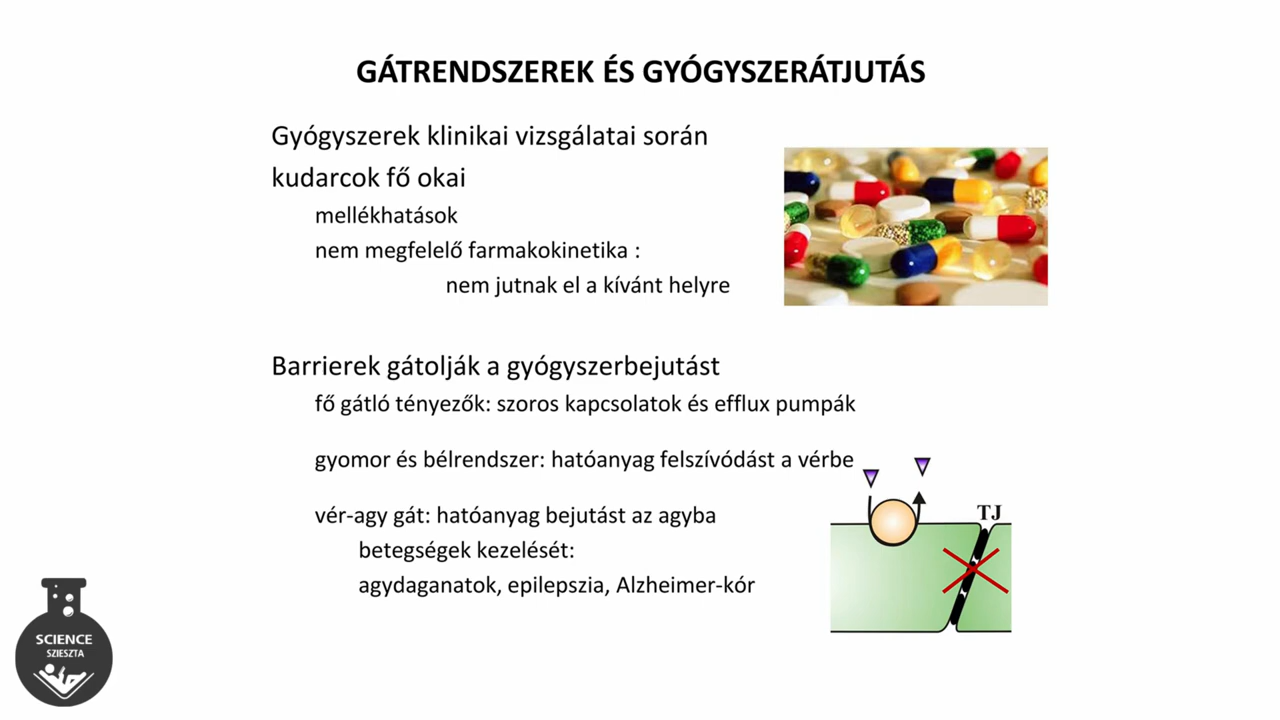 GÁTRENDSZEREK ÉS GYÓGYSZERÁTJUTÁS
Gyógyszerek klinikai vizsgálatai során
kudarcok fő okai
mellékhatások
nem megfelelő farmakokinetika :
nem jutnak el a kívánt helyre
Barrierek gátolják a gyógyszerbejutást
fő gátló tényezők: szoros kapcsolatok és efflux pumpák
gyomor és bélrendszer: hatóanyag felszívódást a vérbe
vér-agy gát: hatóanyag bejutást az agyba
betegségek kezelését:
agydaganatok, epilepszia, Alzheimer-kór
TJ
SCIENCE
SZIESZTA